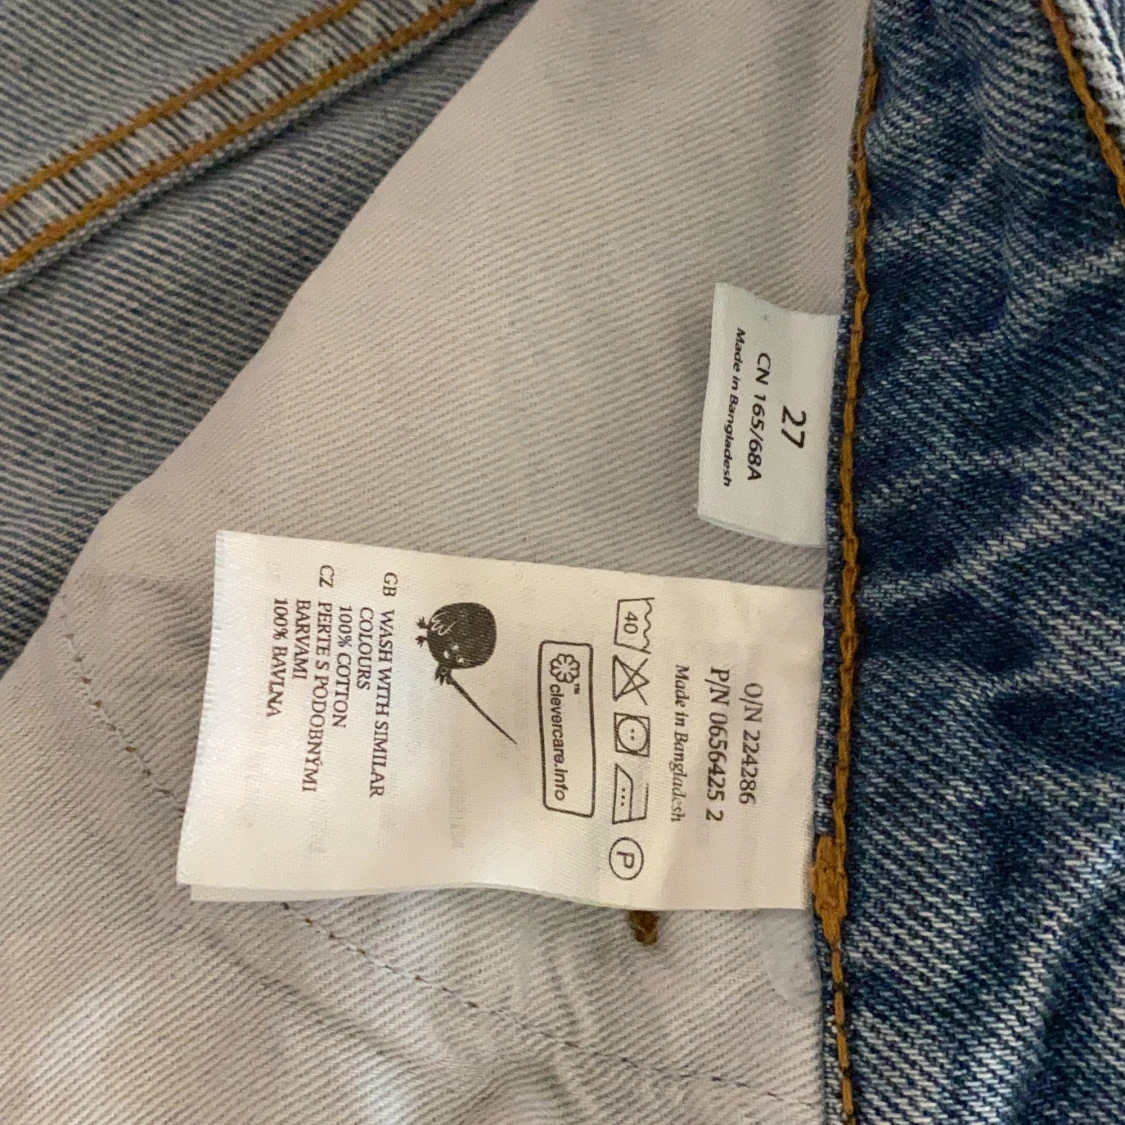 27
CN 165/68A
Made in Bangladesh
O/N 224286
P/N 0656425 2
Made in Bangladesh
40
P
clevercare.info
™
GB WASH WITH SIMILAR
COLOURS
100% COTTON
CZ PERTE S PODOBNÝMI
BARVAMI
100% BAVLNA